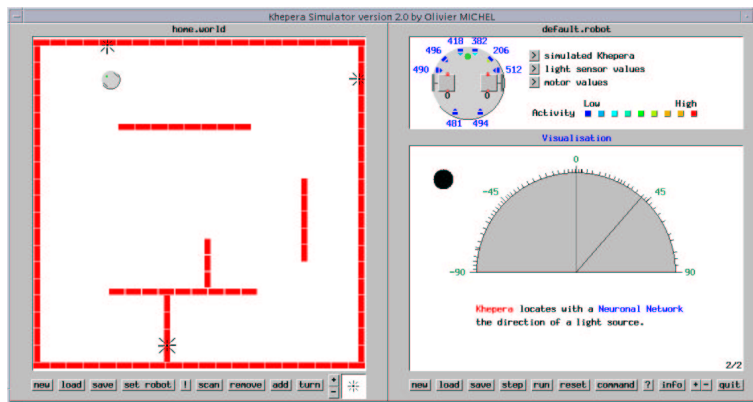 Khepera Simulator version 2.0 by Olivier MICHEL
home.world
default.robot
418 382
496 206
490 512
0 0
481 494
> simulated Khepera
> light sensor values
> motor values
Low High
Activity
Visualisation
0
-45 45
-90 90
Khepera locates with a Neuronal Network
the direction of a light source.
2/2
new load save set robot ! scan remove add turn + -
new load save step run reset command ? info + - quit